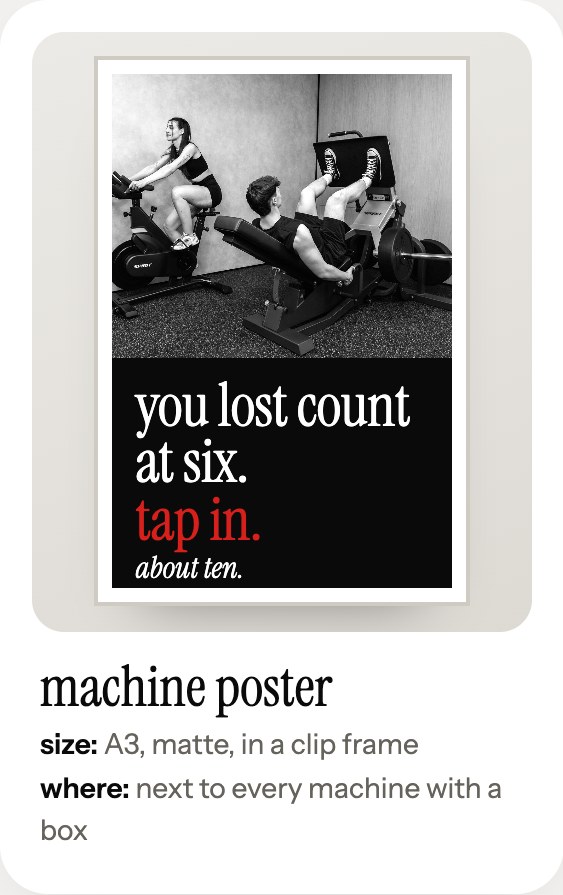 you lost count
at six.
tap in.
about ten.
machine poster
size: A3, matte, in a clip frame
where: next to every machine with a
box